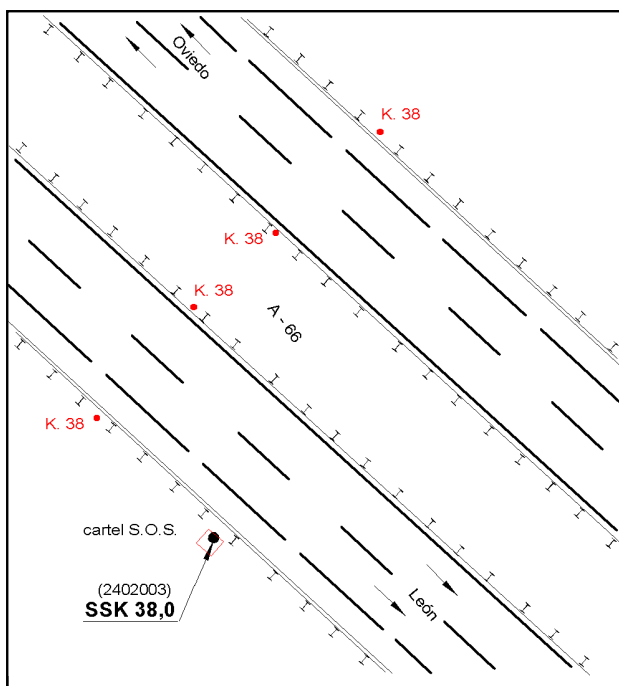 Oviedo
K. 38
K. 38
K. 38
A - 66
K. 38
cartel S.O.S.
(2402003)
SSK 38,0
León